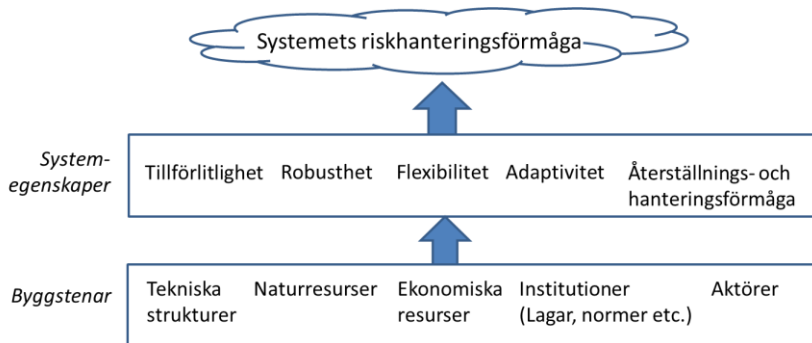 Systemets riskhanteringsförmåga
System-
egenskaper
Tillförlitlighet Robusthet Flexibilitet Adaptivitet Återställnings- och
hanteringsförmåga
Byggstenar
Tekniska Naturresurser Ekonomiska Institutioner Aktörer
strukturer resurser (Lagar, normer etc.)